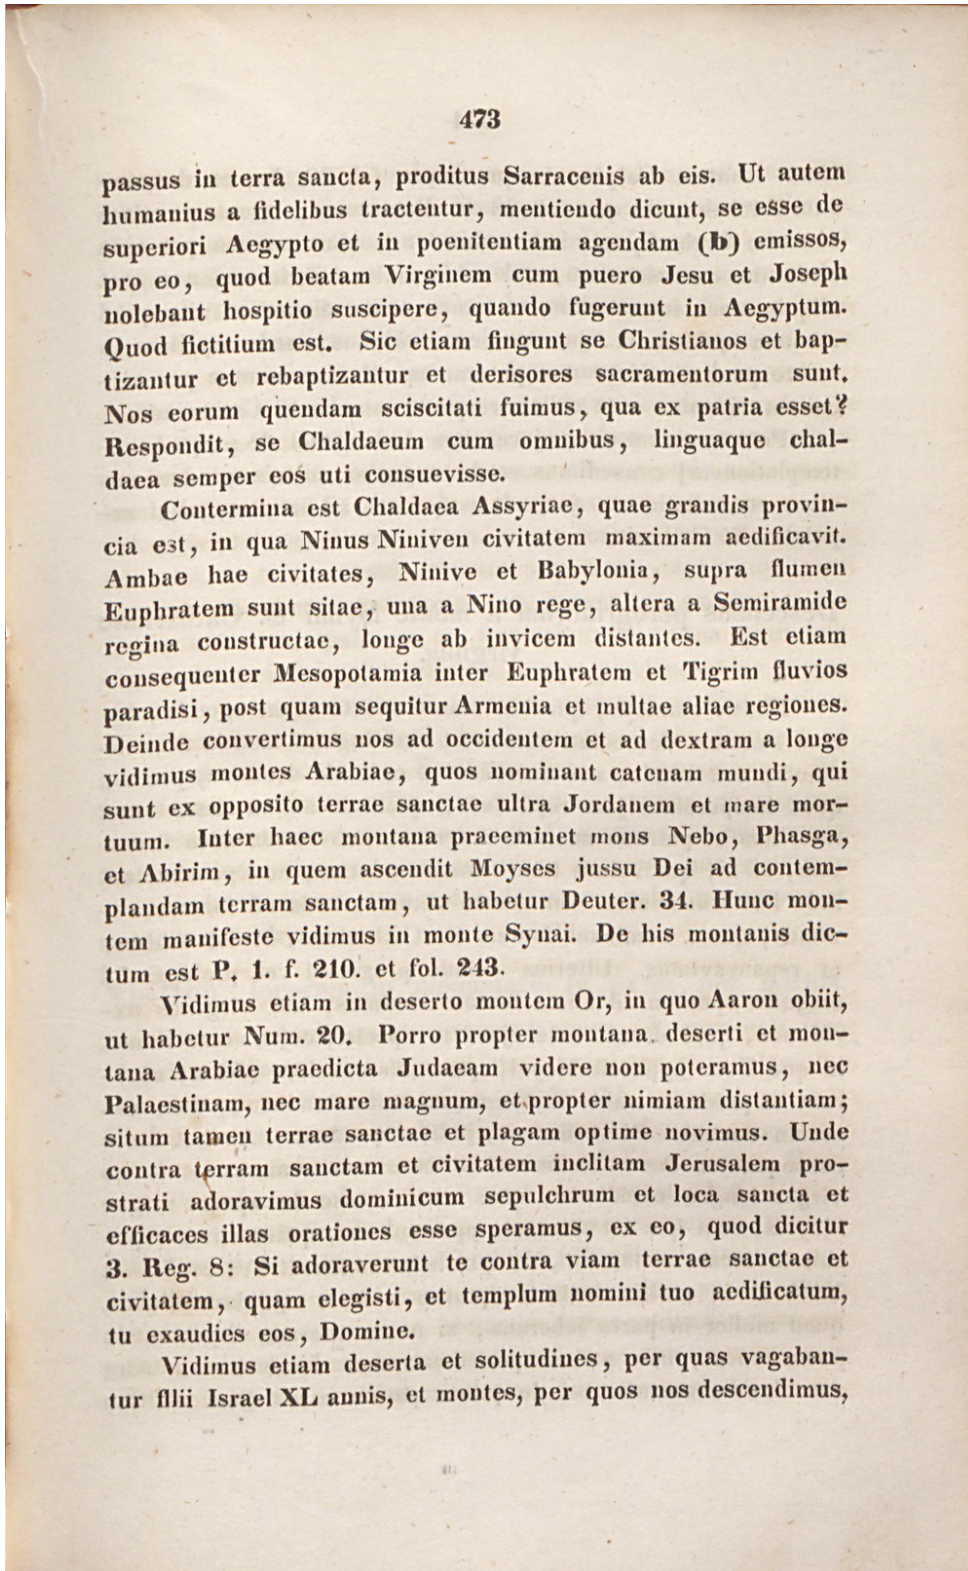 473
passus in terra sancta, proditus Sarracenis ab eis. Ut autem
humanius a fidelibus tractentur, mentiendo dicunt, se esse de
superiori Aegypto et in poenitentiam agendam (b) emissos,
pro eo, quod beatam Virginem cum puero Jesu et Joseph
nolebant hospitio suscipere, quando fugerunt in Aegyptum.
Quod fictitium est. Sic etiam fingunt se Christianos et bap-
tizantur et rebaptizantur et derisores sacramentorum sunt.
Nos eorum quendam sciscitati fuimus, qua ex patria esset?
Respondit, se Chaldaeum cum omnibus, linguaque chal-
daea semper eos uti consuevisse.
Contermina est Chaldaea Assyriae, quae grandis provin-
cia est, in qua Ninus Niniven civitatem maximam aedificavit.
Ambae hae civitates, Ninive et Babylonia, supra flumen
Euphratem sunt sitae, una a Nino rege, altera a Semiramide
regina constructae, longe ab invicem distantes. Est etiam
consequenter Mesopotamia inter Euphratem et Tigrim fluvios
paradisi, post quam sequitur Armenia et multae aliae regiones.
Deinde convertimus nos ad occidentem et ad dextram a longe
vidimus montes Arabiae, quos nominant catenam mundi, qui
sunt ex opposito terrae sanctae ultra Jordanem et mare mor-
tuum. Inter haec montana praeeminet mons Nebo, Phasga,
et Abirim, in quem ascendit Moyses jussu Dei ad contem-
plandam terram sanctam, ut habetur Deuter. 34. Hunc mon-
tem manifeste vidimus in monte Synai. De his montanis dic-
tum est P. 1. f. 210. et fol. 243.
Vidimus etiam in deserto montem Or, in quo Aaron obiit,
ut habetur Num. 20. Porro propter montana deserti et mon-
tana Arabiae praedicta Judaeam videre non poteramus, nec
Palaestinam, nec mare magnum, et propter nimiam distantiam;
situm tamen terrae sanctae et plagam optime novimus. Unde
contra terram sanctam et civitatem inclitam Jerusalem pro-
strati adoravimus dominicum sepulchrum et loca sancta et
efficaces illas orationes esse speramus, ex eo, quod dicitur
3. Reg. 8: Si adoraverunt te contra viam terrae sanctae et
civitatem, quam elegisti, et templum nomini tuo aedificatum,
tu exaudies eos, Domine.
Vidimus etiam deserta et solitudines, per quas vagaban-
tur fllii Israel XL annis, et montes, per quos nos descendimus,